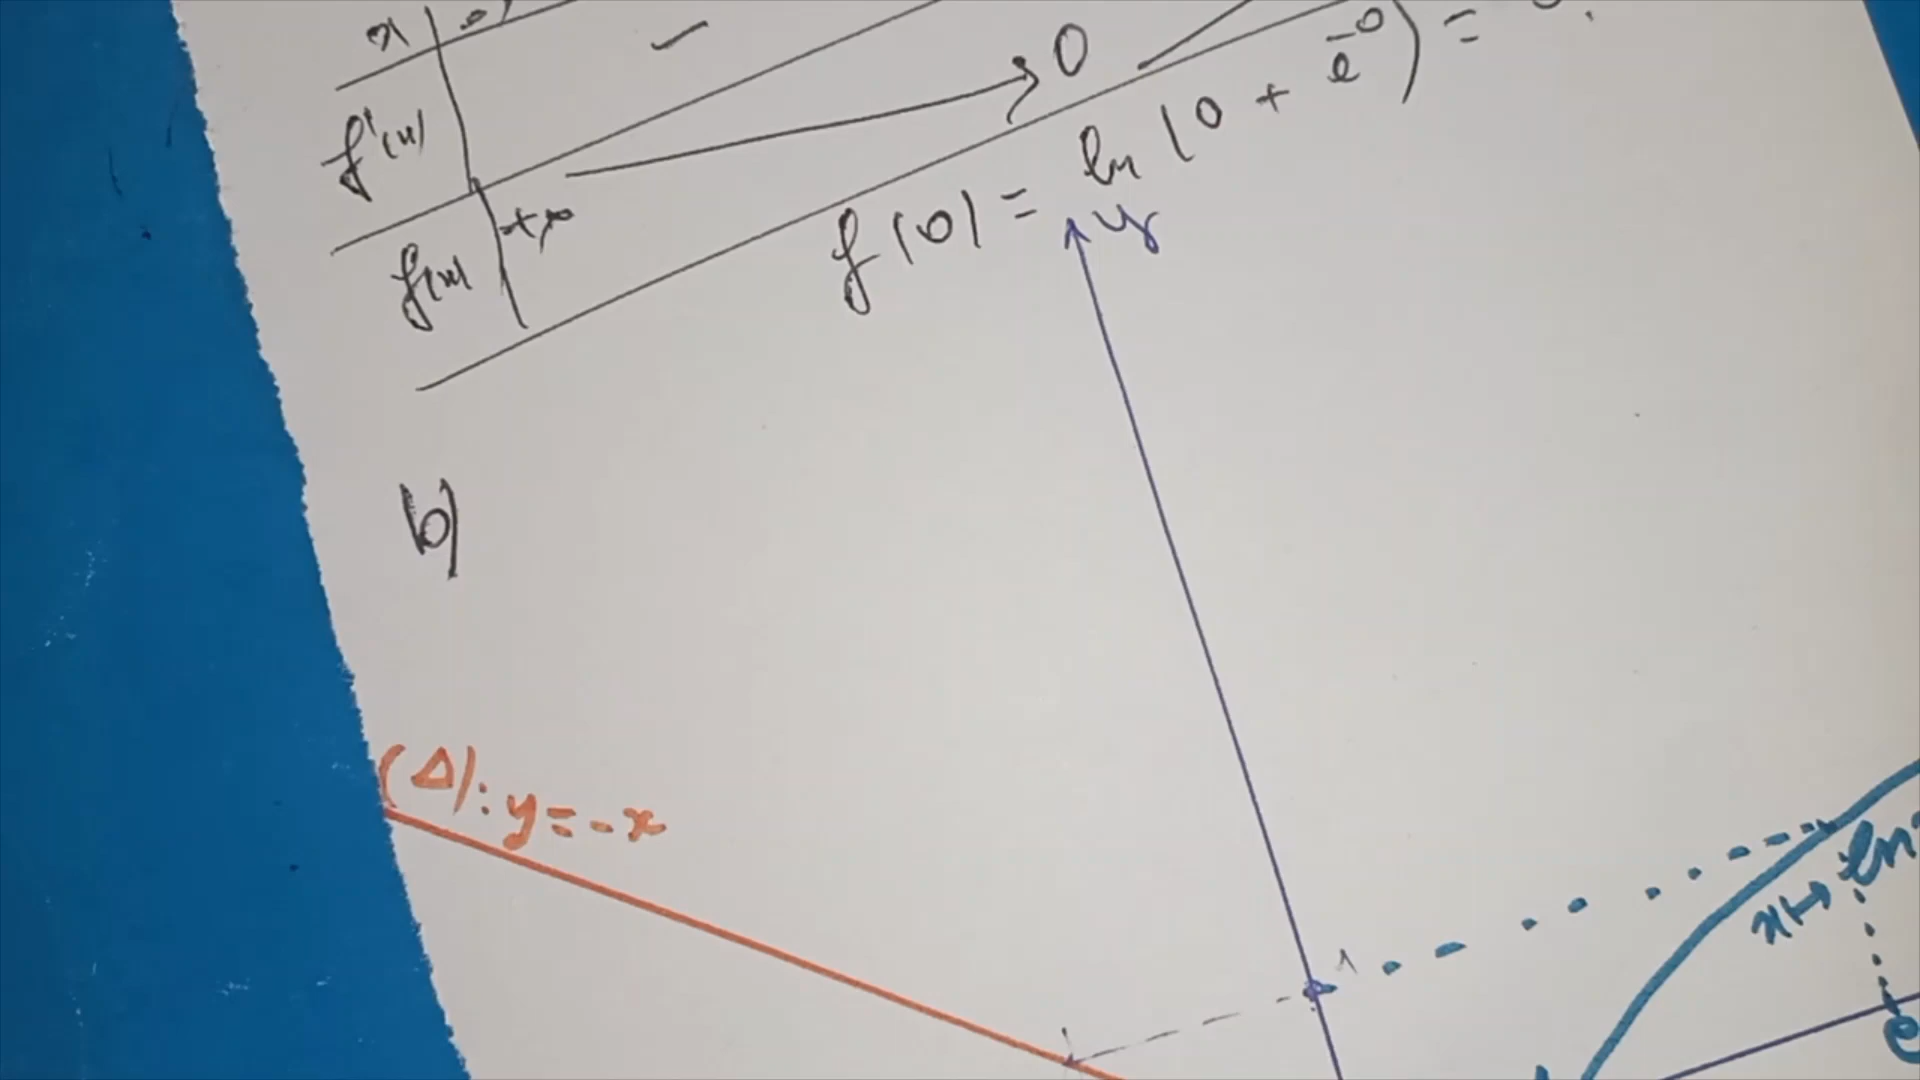 x
f'(x) - 0
f(x) +∞
f(0) = ln(0 + e^-0) =
y
b)
(Δ): y = -x
1
x ↦ ln
e